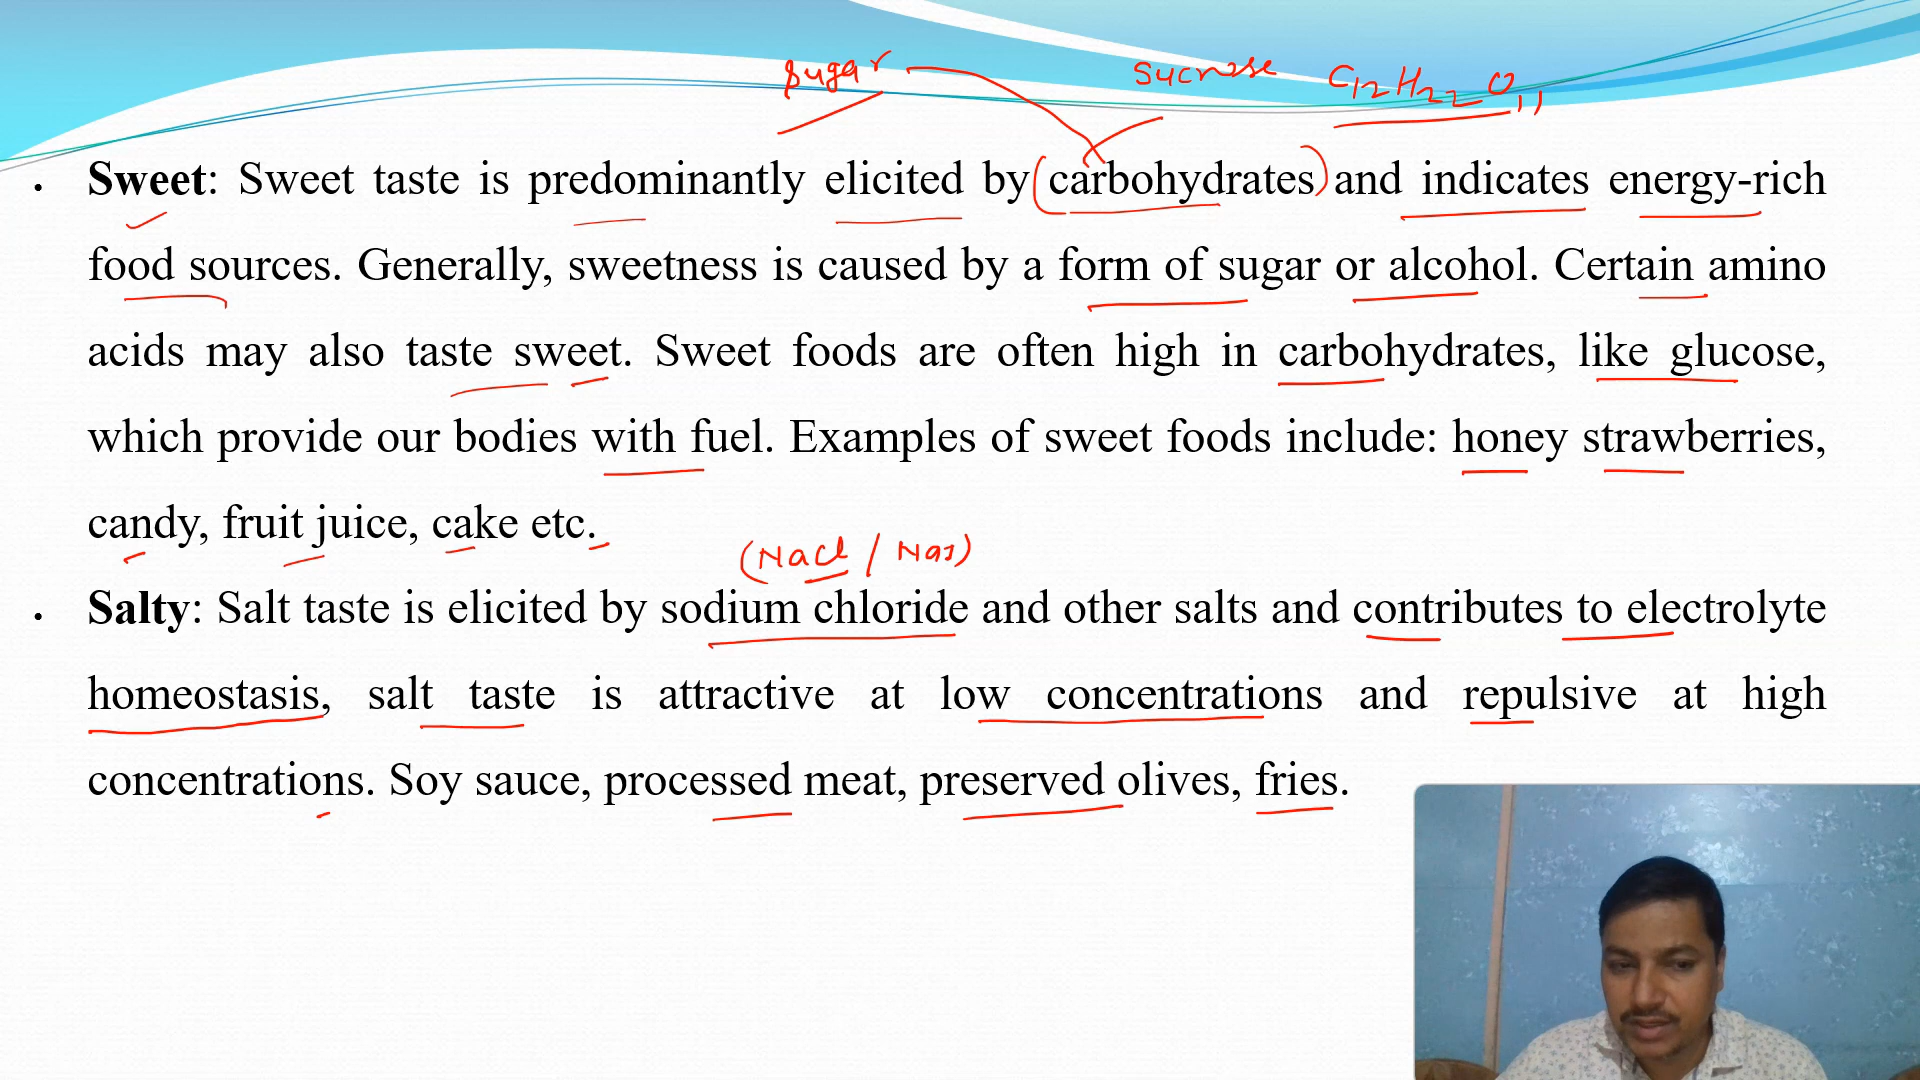 sugar sucrose C12H22O11
• Sweet: Sweet taste is predominantly elicited by (carbohydrates) and indicates energy-rich
food sources. Generally, sweetness is caused by a form of sugar or alcohol. Certain amino
acids may also taste sweet. Sweet foods are often high in carbohydrates, like glucose,
which provide our bodies with fuel. Examples of sweet foods include: honey strawberries,
candy, fruit juice, cake etc.
(NaCl /
• Salty: Salt taste is elicited by sodium chloride and other salts and contributes to electrolyte
homeostasis, salt taste is attractive at low concentrations and repulsive at high
concentrations. Soy sauce, processed meat, preserved olives, fries.